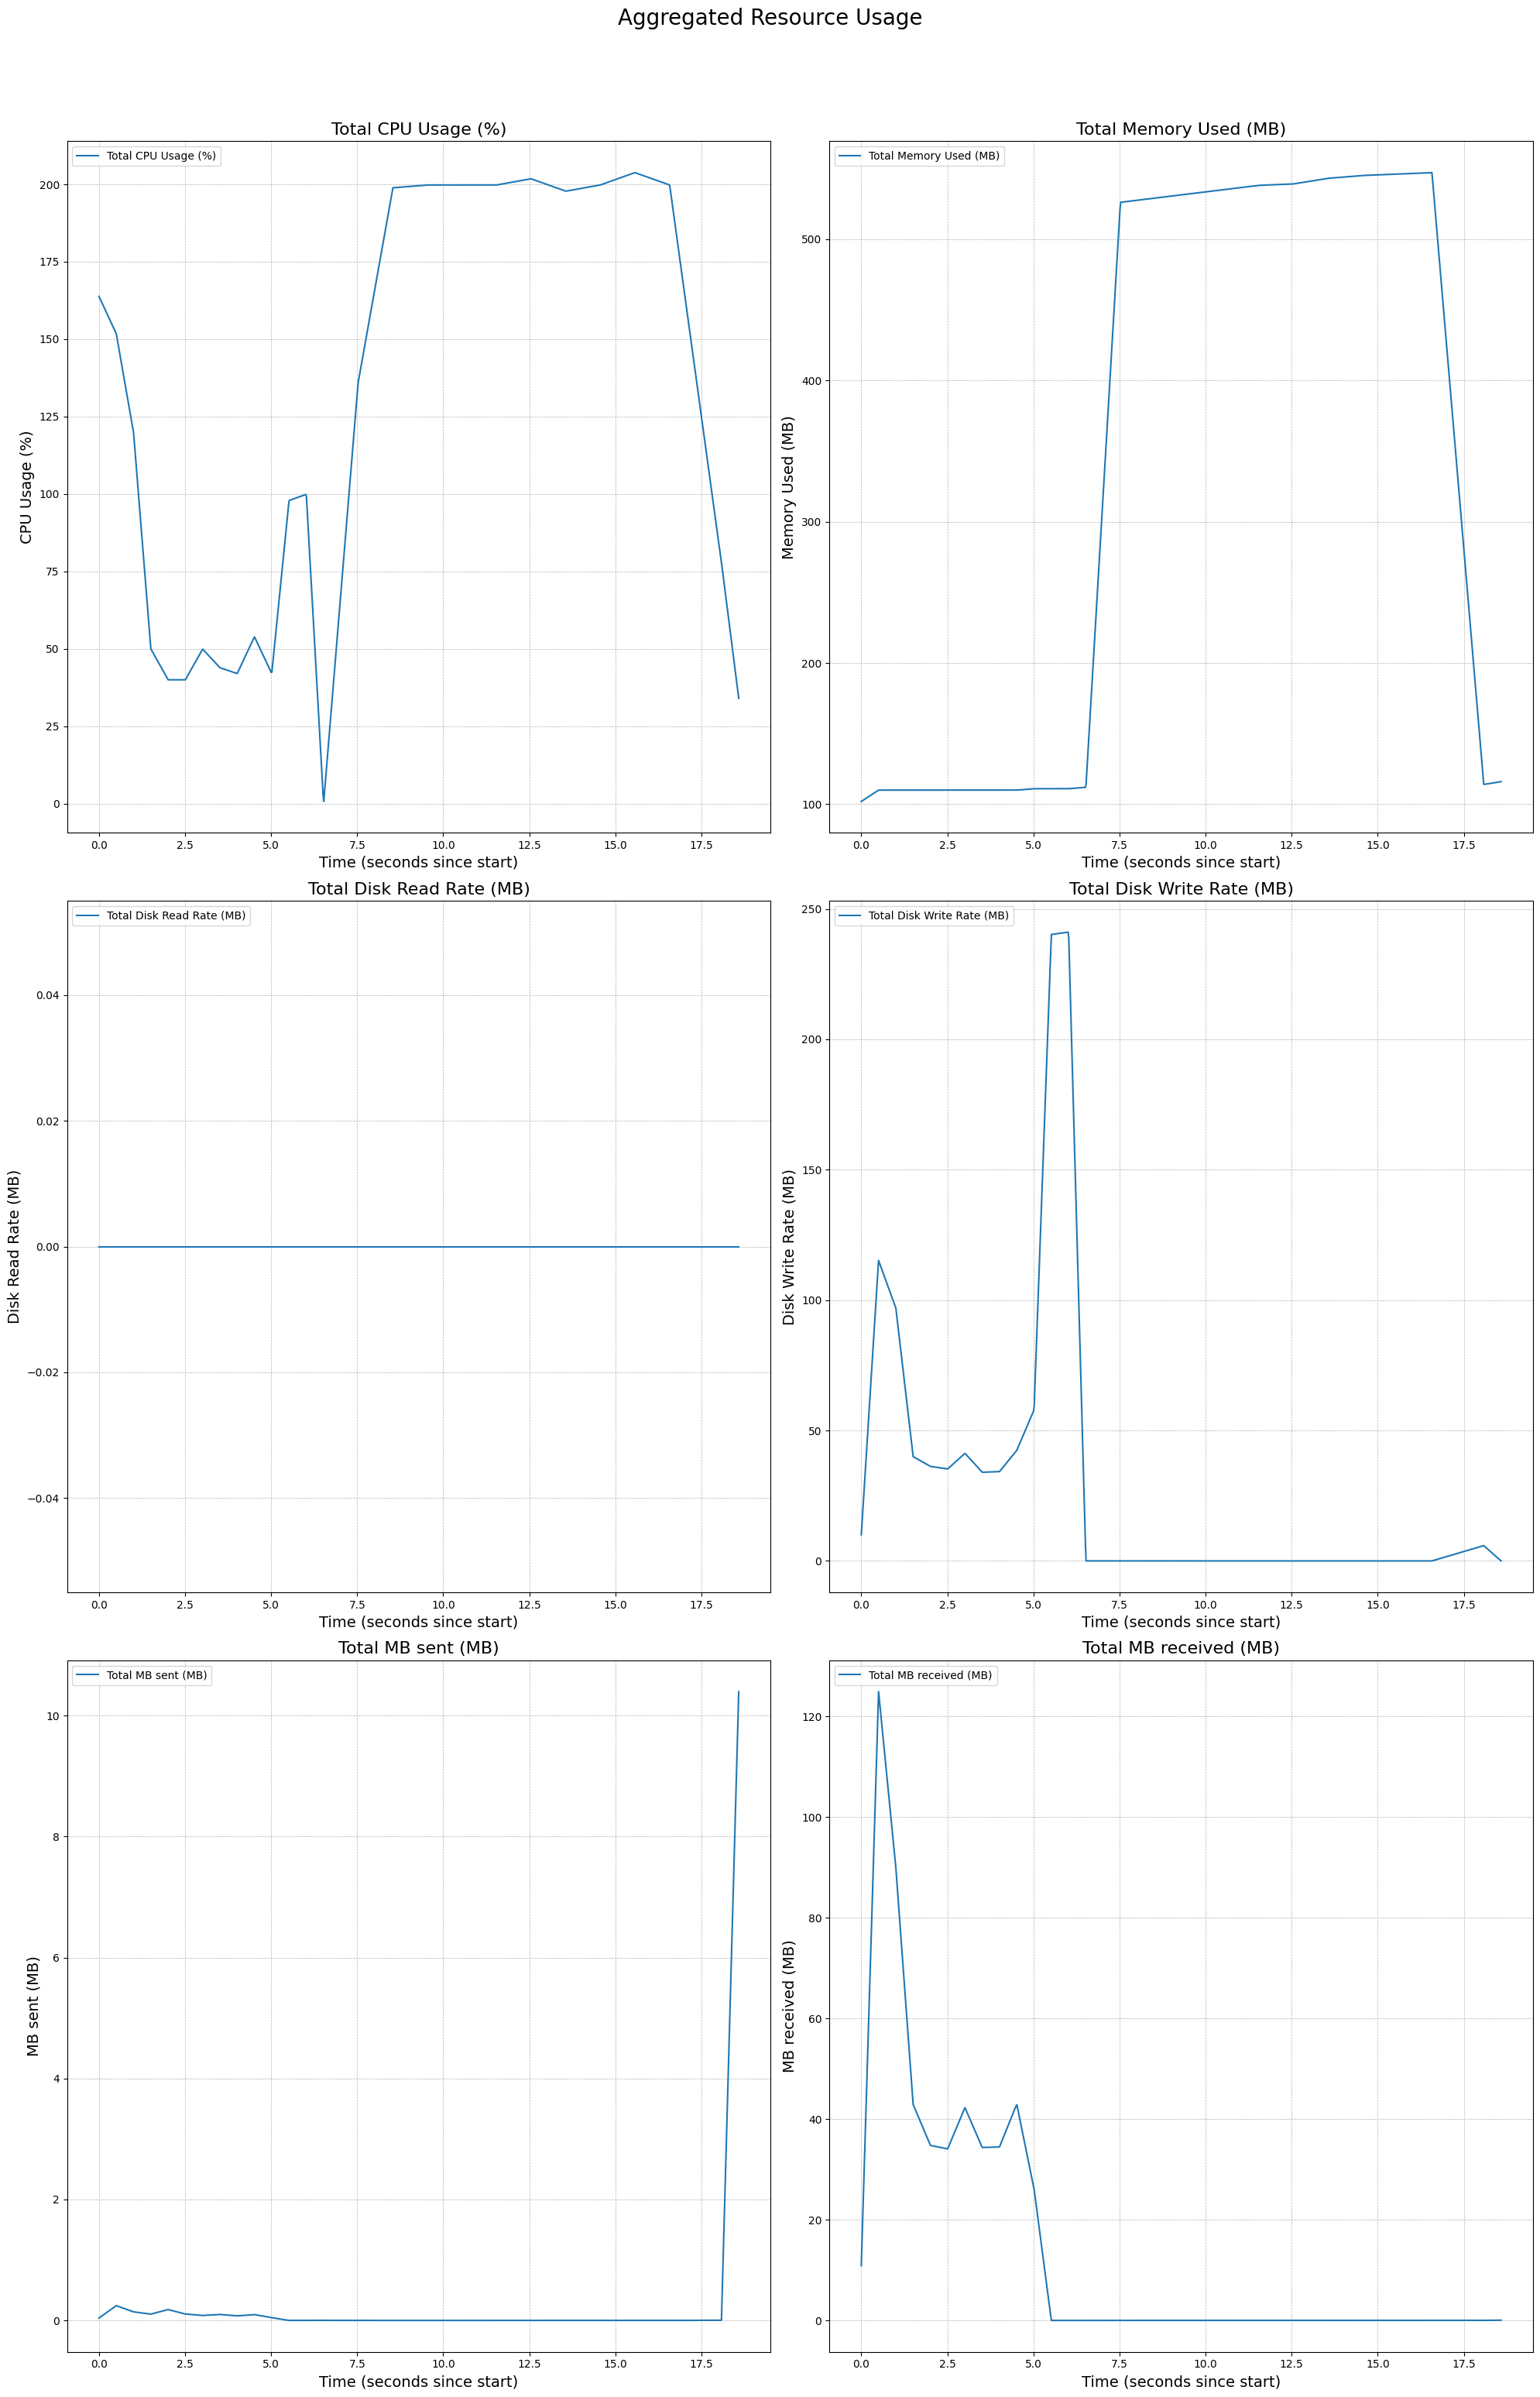 Aggregated Resource Usage
Total CPU Usage (%)
Total CPU Usage (%)
200
175
150
125
100
75
50
25
0
CPU Usage (%)
0.0 2.5 5.0 7.5 10.0 12.5 15.0 17.5
Time (seconds since start)
Total Memory Used (MB)
Total Memory Used (MB)
500
400
300
200
100
Memory Used (MB)
0.0 2.5 5.0 7.5 10.0 12.5 15.0 17.5
Time (seconds since start)
Total Disk Read Rate (MB)
Total Disk Read Rate (MB)
0.04
0.02
0.00
−0.02
−0.04
Disk Read Rate (MB)
0.0 2.5 5.0 7.5 10.0 12.5 15.0 17.5
Time (seconds since start)
Total Disk Write Rate (MB)
Total Disk Write Rate (MB)
250
200
150
100
50
0
Disk Write Rate (MB)
0.0 2.5 5.0 7.5 10.0 12.5 15.0 17.5
Time (seconds since start)
Total MB sent (MB)
Total MB sent (MB)
10
8
6
4
2
0
MB sent (MB)
0.0 2.5 5.0 7.5 10.0 12.5 15.0 17.5
Time (seconds since start)
Total MB received (MB)
Total MB received (MB)
120
100
80
60
40
20
0
MB received (MB)
0.0 2.5 5.0 7.5 10.0 12.5 15.0 17.5
Time (seconds since start)